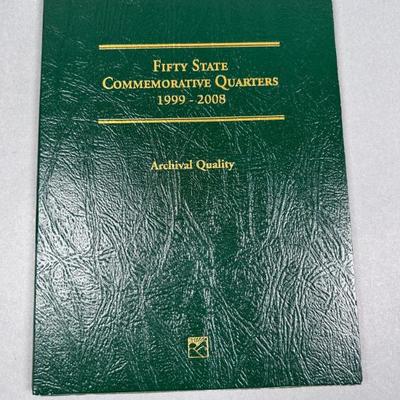 FIFTY STATE
COMMEMORATIVE QUARTERS
1999 - 2008
Archival Quality